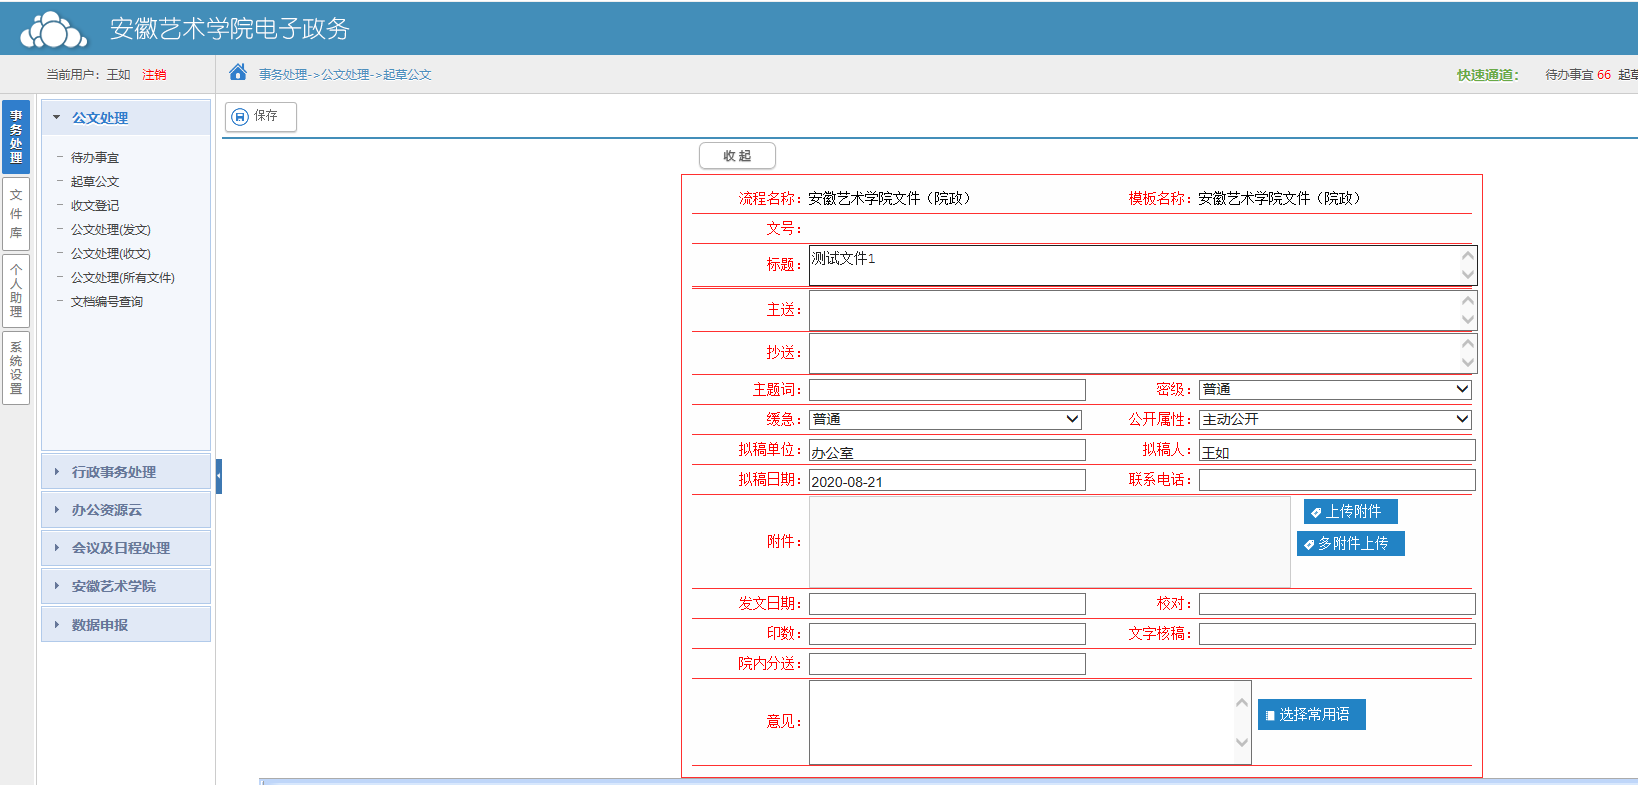 安徽艺术学院电子政务
当前用户：王如 注销
事务处理->公文处理->起草公文
快速通道： 待办事宜 66 起草
事务处理
文件库
个人助理
系统设置
公文处理
待办事宜
起草公文
收文登记
公文处理(发文)
公文处理(收文)
公文处理(所有文件)
文档编号查询
行政事务处理
办公资源云
会议及日程处理
安徽艺术学院
数据申报
保存
收 起
流程名称：安徽艺术学院文件（院政） 模板名称：安徽艺术学院文件（院政）
文号：
标题：测试文件1
主送：
抄送：
主题词： 密级：普通
缓急：普通 公开属性：主动公开
拟稿单位：办公室 拟稿人：王如
拟稿日期：2020-08-21 联系电话：
附件： 上传附件
多附件上传
发文日期： 校对：
印数： 文字核稿：
院内分送：
意见： 选择常用语